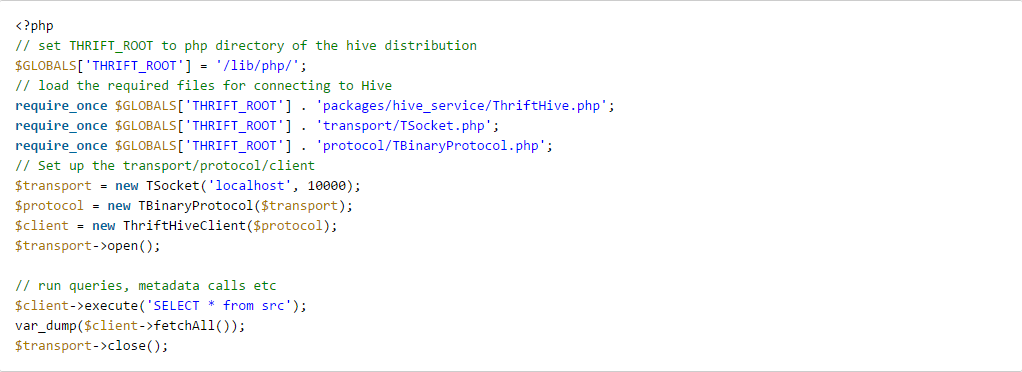 <?php
// set THRIFT_ROOT to php directory of the hive distribution
$GLOBALS['THRIFT_ROOT'] = '/lib/php/';
// load the required files for connecting to Hive
require_once $GLOBALS['THRIFT_ROOT'] . 'packages/hive_service/ThriftHive.php';
require_once $GLOBALS['THRIFT_ROOT'] . 'transport/TSocket.php';
require_once $GLOBALS['THRIFT_ROOT'] . 'protocol/TBinaryProtocol.php';
// Set up the transport/protocol/client
$transport = new TSocket('localhost', 10000);
$protocol = new TBinaryProtocol($transport);
$client = new ThriftHiveClient($protocol);
$transport->open();

// run queries, metadata calls etc
$client->execute('SELECT * from src');
var_dump($client->fetchAll());
$transport->close();